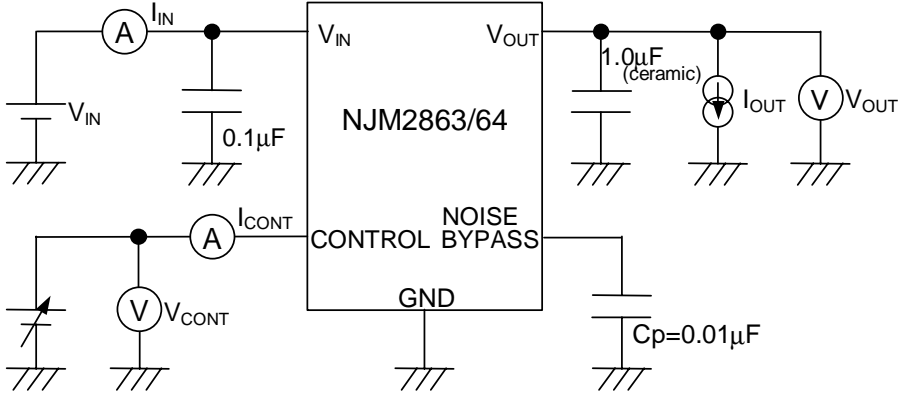 I_IN
A
V_IN
V_OUT
1.0μF
(ceramic)
V_IN
0.1μF
NJM2863/64
I_OUT
V
V_OUT
I_CONT
A
CONTROL
NOISE
BYPASS
V
V_CONT
GND
Cp=0.01μF